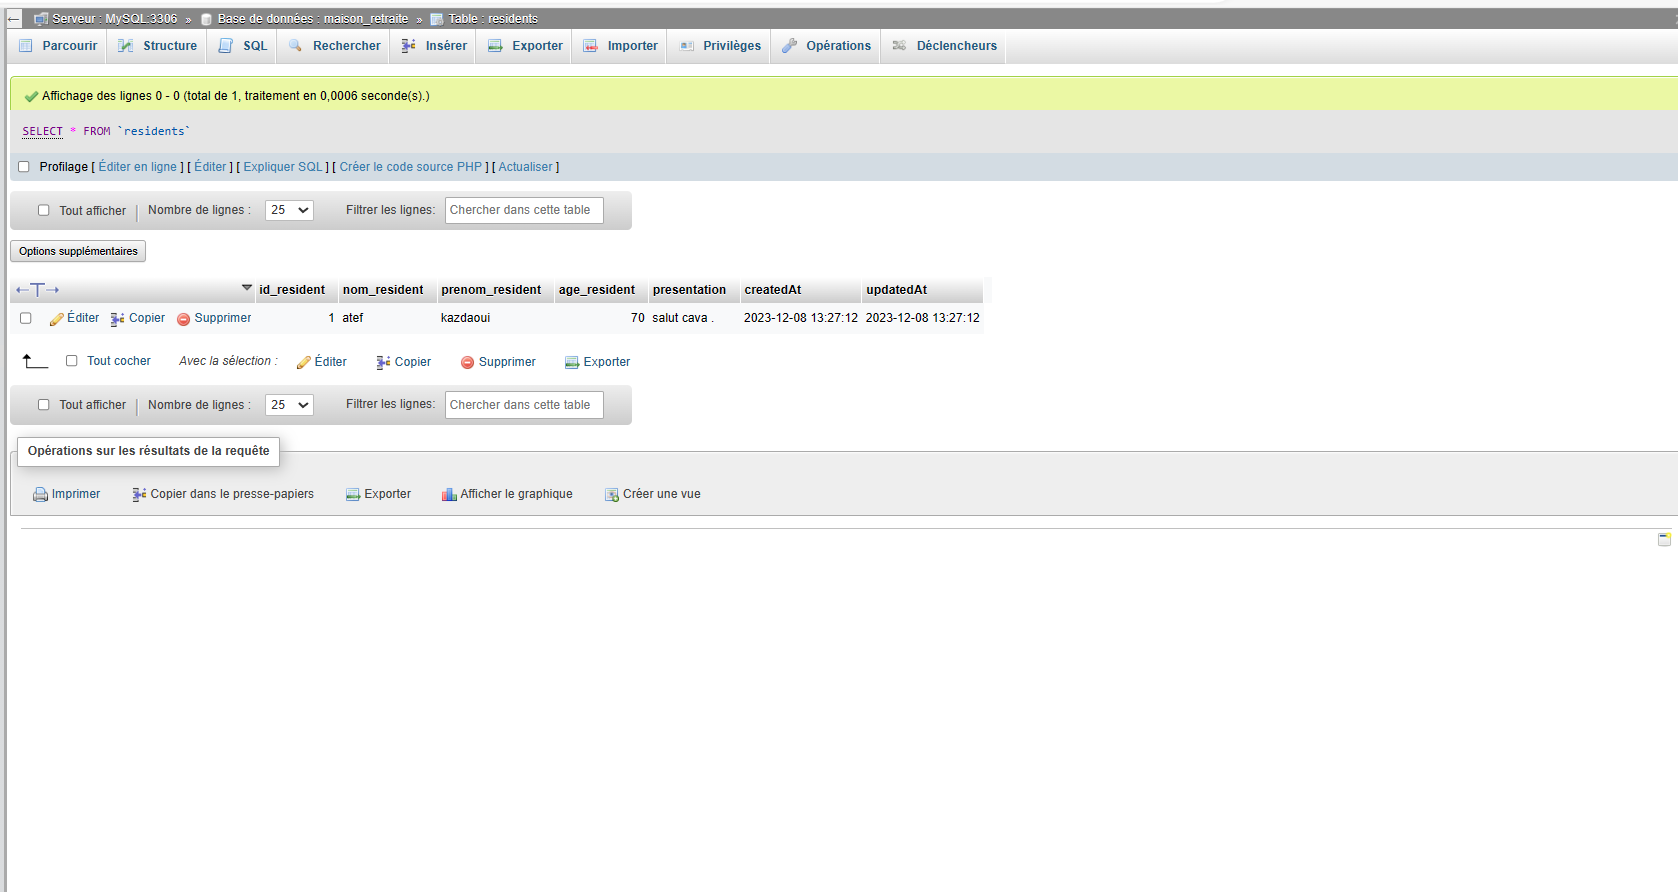 Serveur : MySQL:3306 » Base de données : maison_retraite » Table : residents
Parcourir Structure SQL Rechercher Insérer Exporter Importer Privilèges Opérations Déclencheurs
Affichage des lignes 0 - 0 (total de 1, traitement en 0,0006 seconde(s).)
SELECT * FROM `residents`
Profilage [ Éditer en ligne ] [ Éditer ] [ Expliquer SQL ] [ Créer le code source PHP ] [ Actualiser ]
Tout afficher | Nombre de lignes : 25 Filtrer les lignes: Chercher dans cette table
Options supplémentaires
←T→ id_resident nom_resident prenom_resident age_resident presentation createdAt updatedAt
Éditer Copier Supprimer 1 atef kazdaoui 70 salut cava . 2023-12-08 13:27:12 2023-12-08 13:27:12
Tout cocher Avec la sélection : Éditer Copier Supprimer Exporter
Tout afficher | Nombre de lignes : 25 Filtrer les lignes: Chercher dans cette table
Opérations sur les résultats de la requête
Imprimer Copier dans le presse-papiers Exporter Afficher le graphique Créer une vue